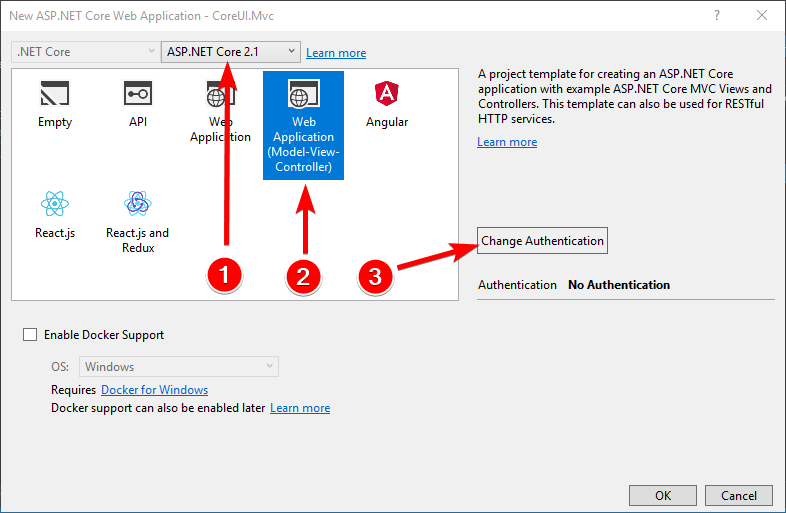 New ASP.NET Core Web Application - CoreUI.Mvc
.NET Core
ASP.NET Core 2.1
Learn more
Empty
API
Web
Application
Web
Application
(Model-View-
Controller)
Angular
React.js
React.js and
Redux
1
2
3
A project template for creating an ASP.NET Core
application with example ASP.NET Core MVC Views and
Controllers. This template can also be used for RESTful
HTTP services.
Learn more
Change Authentication
Authentication No Authentication
Enable Docker Support
OS: Windows
Requires Docker for Windows
Docker support can also be enabled later Learn more
OK
Cancel